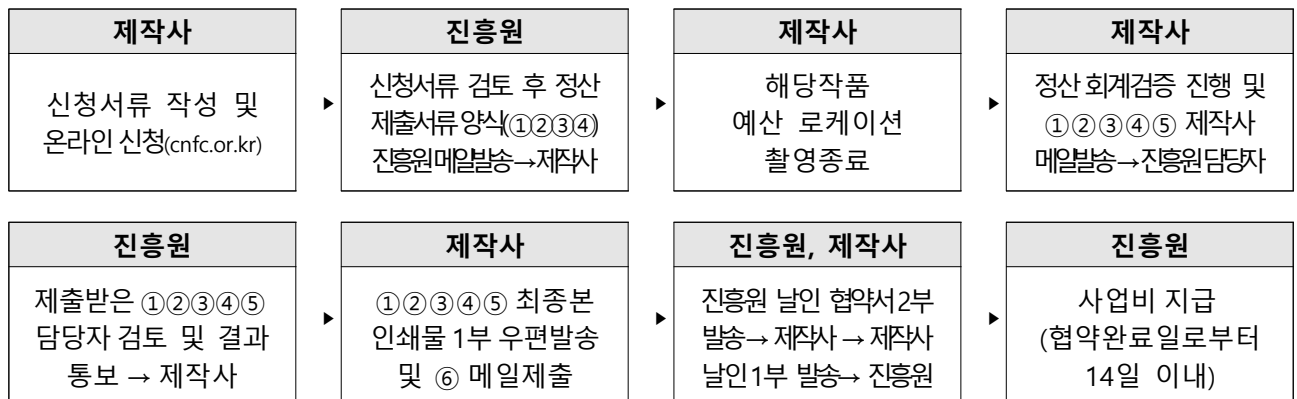 제작사
신청서류 작성 및
온라인 신청(cnfc.or.kr)
▶
진흥원
신청서류 검토 후 정산
제출서류 양식(①②③④)
진흥원메일발송→제작사
▶
제작사
해당작품
예산 로케이션
촬영종료
▶
제작사
정산 회계검증 진행 및
①②③④⑤ 제작사
메일발송→진흥원담당자
진흥원
제출받은 ①②③④⑤
담당자 검토 및 결과
통보 → 제작사
▶
제작사
①②③④⑤ 최종본
인쇄물 1부 우편발송
및 ⑥ 메일제출
▶
진흥원, 제작사
진흥원 날인 협약서2부
발송→ 제작사 → 제작사
날인1부 발송→ 진흥원
▶
진흥원
사업비 지급
(협약완료일로부터
14일 이내)